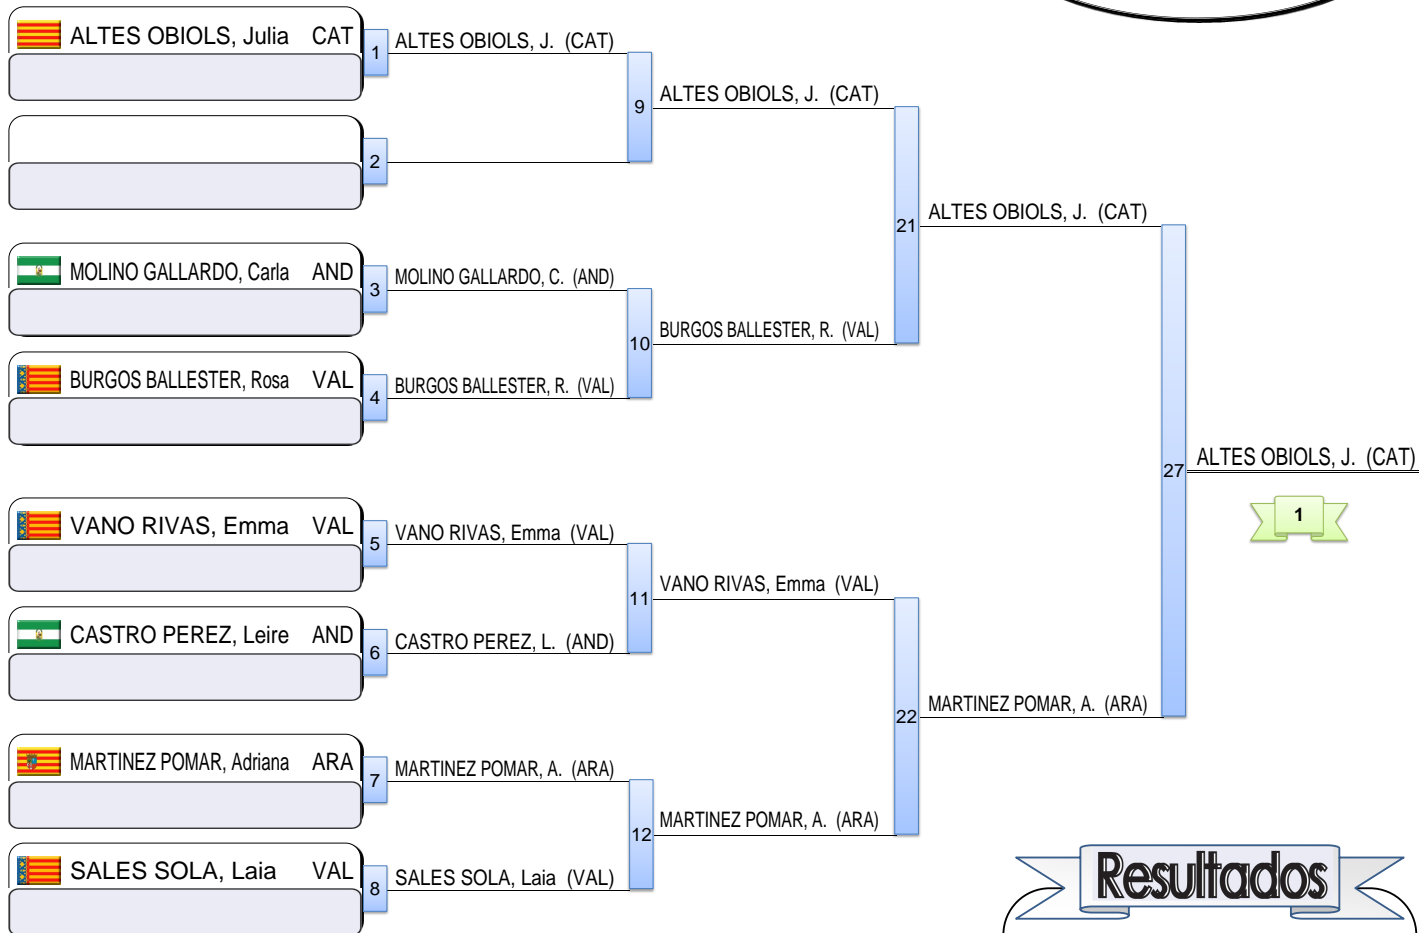 ALTES OBIOLS, Julia CAT
1
ALTES OBIOLS, J. (CAT)
9
ALTES OBIOLS, J. (CAT)
2
21
ALTES OBIOLS, J. (CAT)
MOLINO GALLARDO, Carla AND
3
MOLINO GALLARDO, C. (AND)
10
BURGOS BALLESTER, R. (VAL)
BURGOS BALLESTER, Rosa VAL
4
BURGOS BALLESTER, R. (VAL)
27
ALTES OBIOLS, J. (CAT)
1
VANO RIVAS, Emma VAL
5
VANO RIVAS, Emma (VAL)
11
VANO RIVAS, Emma (VAL)
CASTRO PEREZ, Leire AND
6
CASTRO PEREZ, L. (AND)
22
MARTINEZ POMAR, A. (ARA)
MARTINEZ POMAR, Adriana ARA
7
MARTINEZ POMAR, A. (ARA)
12
MARTINEZ POMAR, A. (ARA)
SALES SOLA, Laia VAL
8
SALES SOLA, Laia (VAL)
Resultados